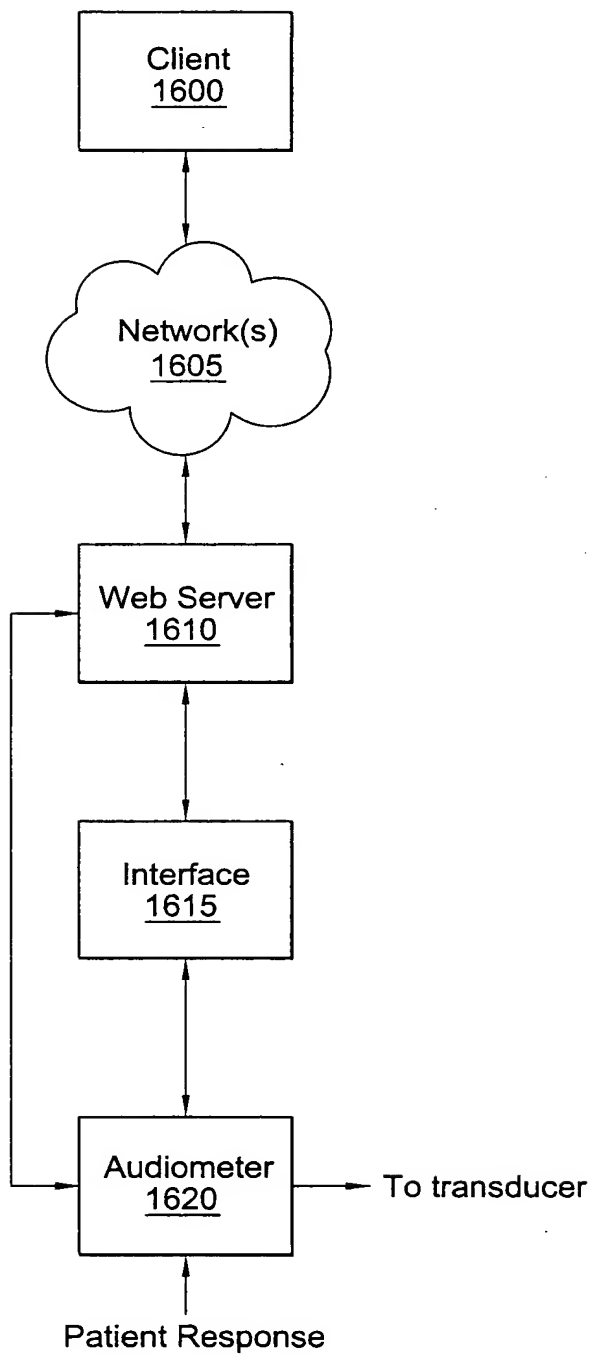 Client
1600
Network(s)
1605
Web Server
1610
Interface
1615
Audiometer
1620
To transducer
Patient Response